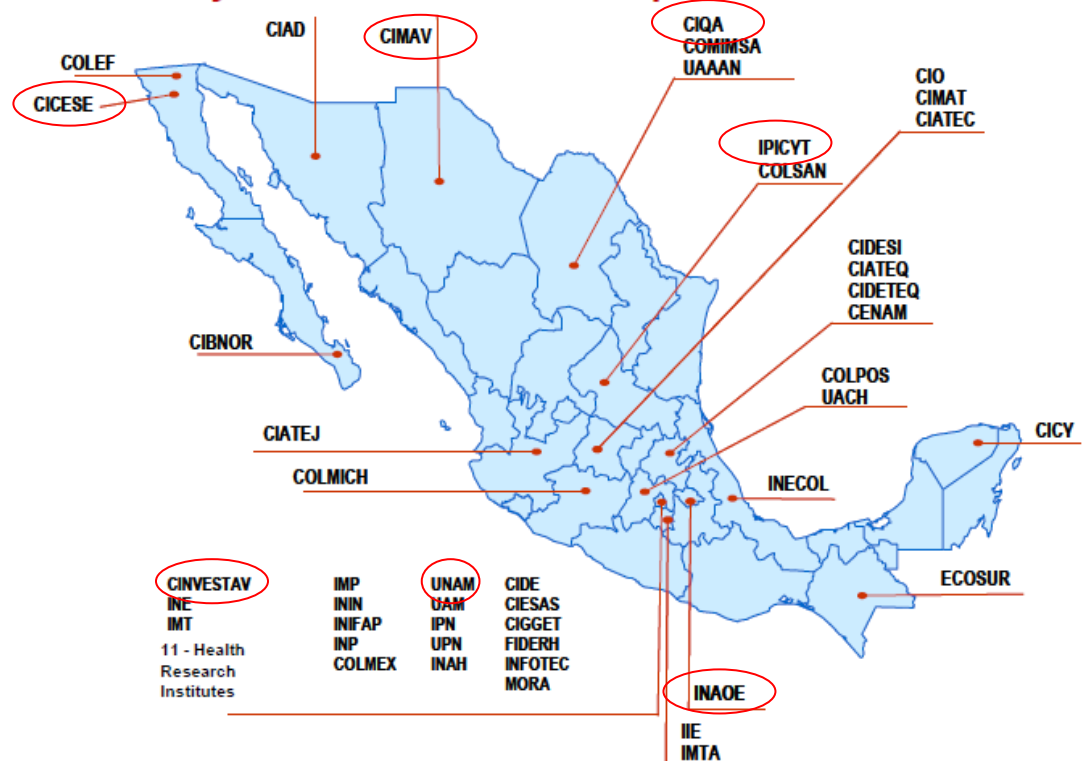 CIAD
CIMAV
CIQA
COMIMSA
UAAAN
COLEF
CICESE
CIO
CIMAT
CIATEC
IPICYT
COLSAN
CIDESI
CIATEQ
CIDETEQ
CENAM
CIBNOR
COLPOS
UACH
CIATEJ
CICY
COLMICH
INECOL
ECOSUR
CINVESTAV
INE
IMT
11 - Health
Research
Institutes
IMP
ININ
INIFAP
INP
COLMEX
UNAM
UAM
IPN
UPN
INAH
CIDE
CIESAS
CIGGET
FIDERH
INFOTEC
MORA
INAOE
IIE
IMTA